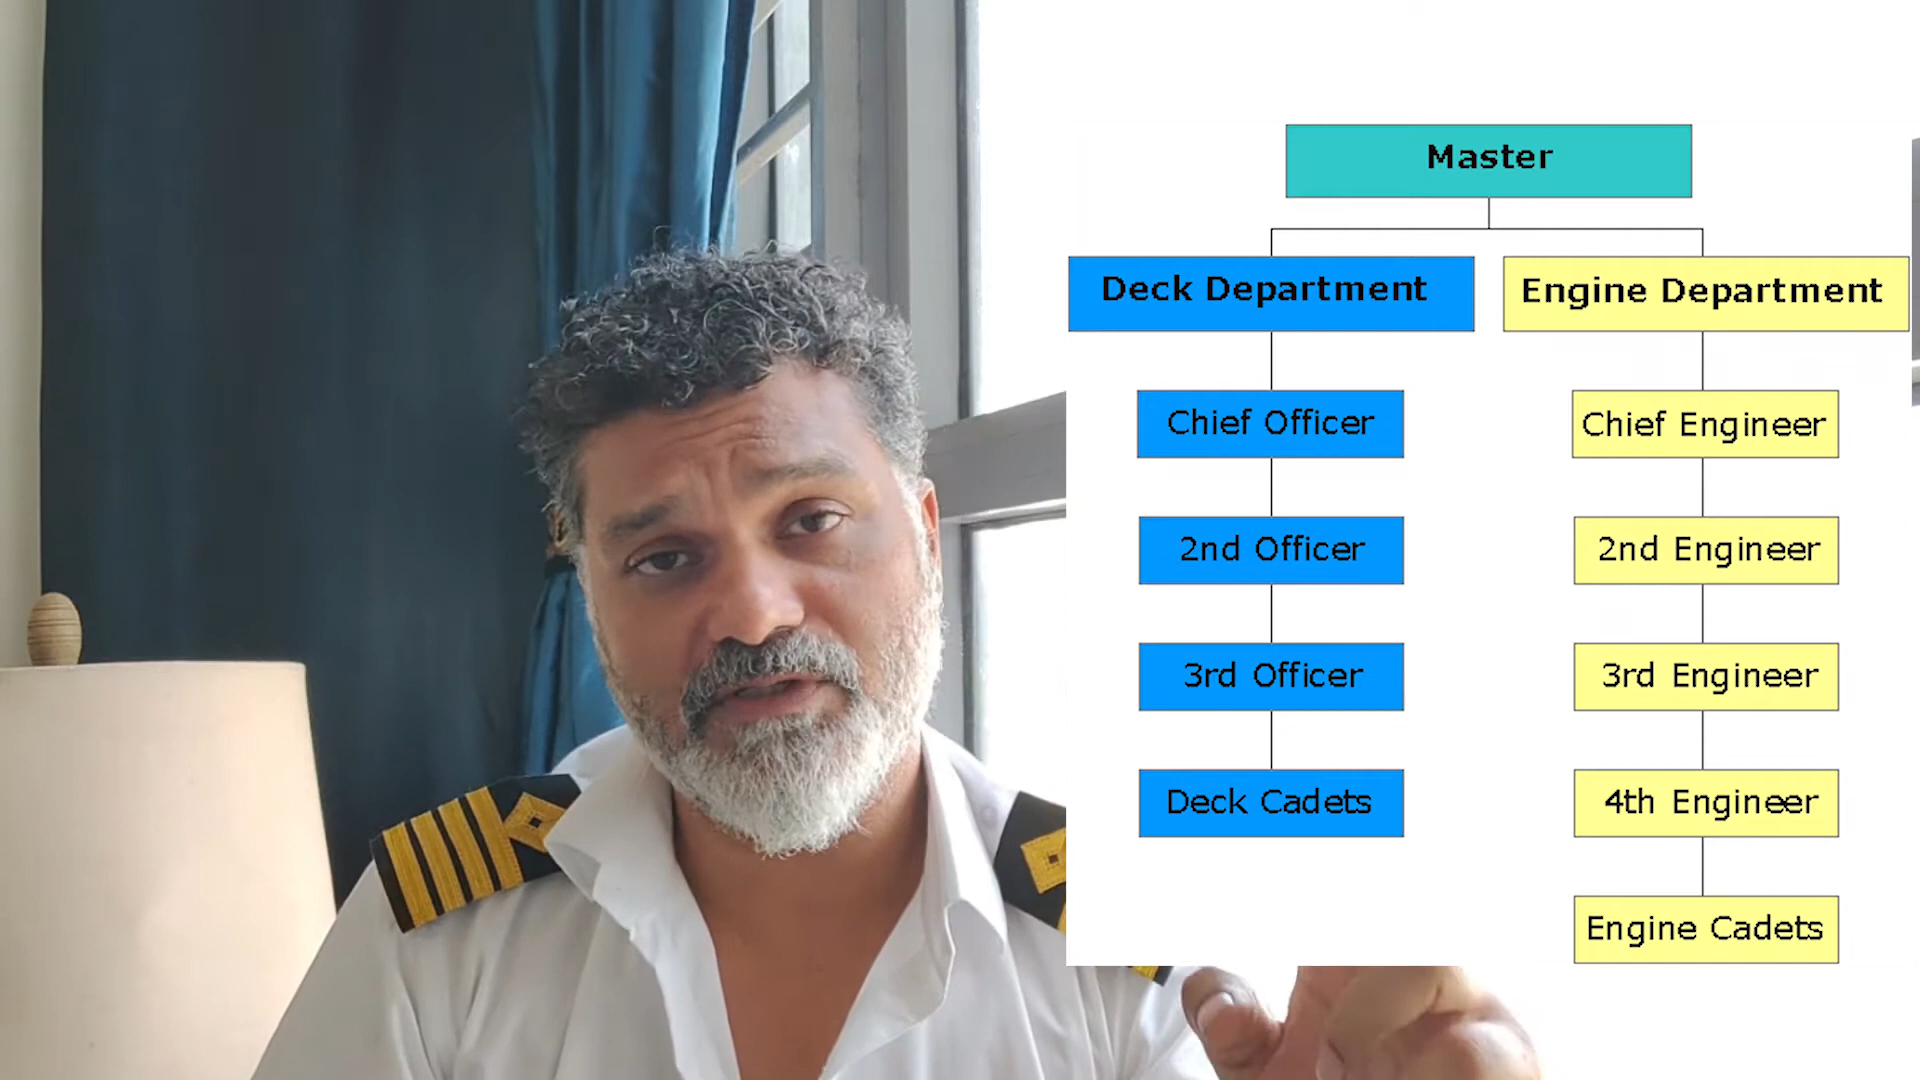 Master
Deck Department
Engine Department
Chief Officer
Chief Engineer
2nd Officer
2nd Engineer
3rd Officer
3rd Engineer
Deck Cadets
4th Engineer
Engine Cadets